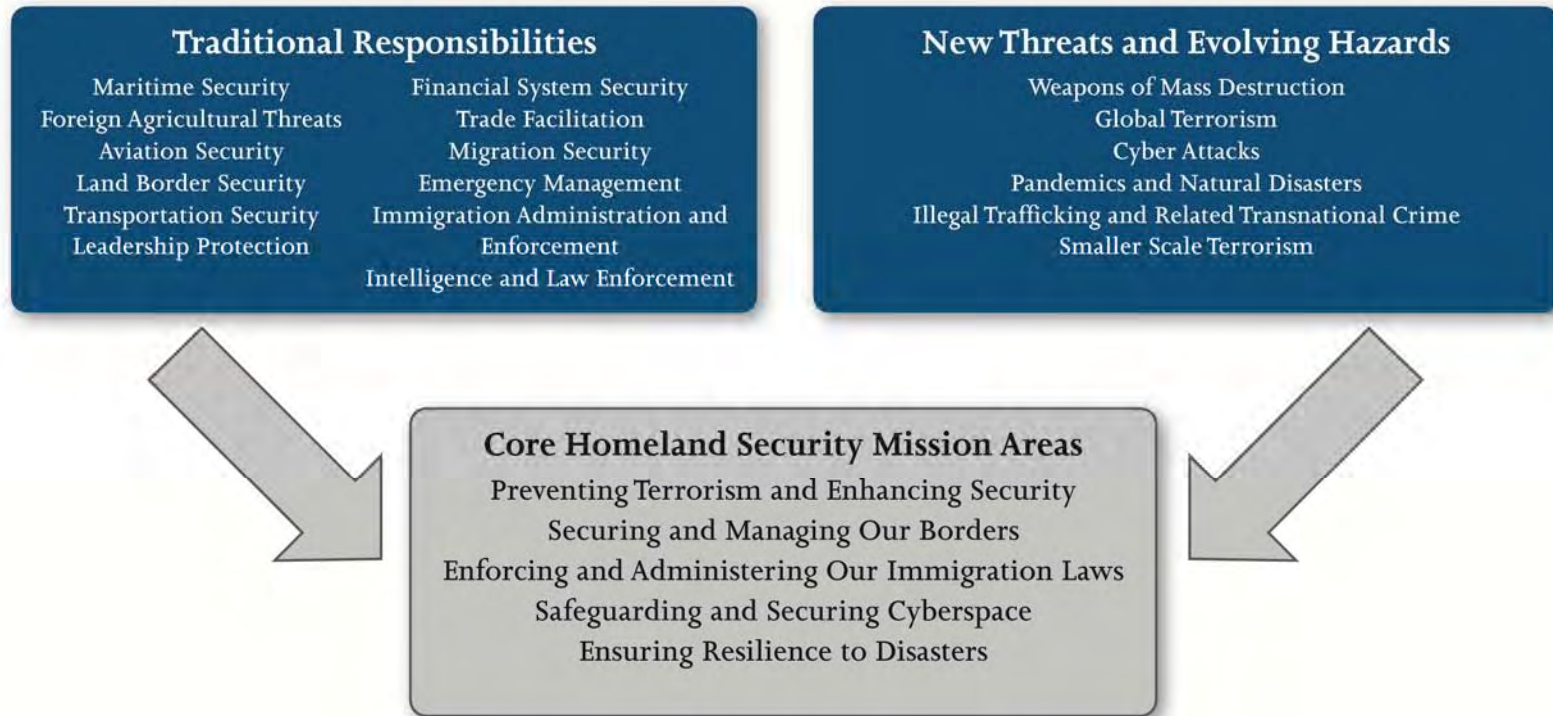 Traditional Responsibilities
Maritime Security
Foreign Agricultural Threats
Aviation Security
Land Border Security
Transportation Security
Leadership Protection
Financial System Security
Trade Facilitation
Migration Security
Emergency Management
Immigration Administration and
Enforcement
Intelligence and Law Enforcement
New Threats and Evolving Hazards
Weapons of Mass Destruction
Global Terrorism
Cyber Attacks
Pandemics and Natural Disasters
Illegal Trafficking and Related Transnational Crime
Smaller Scale Terrorism
Core Homeland Security Mission Areas
Preventing Terrorism and Enhancing Security
Securing and Managing Our Borders
Enforcing and Administering Our Immigration Laws
Safeguarding and Securing Cyberspace
Ensuring Resilience to Disasters